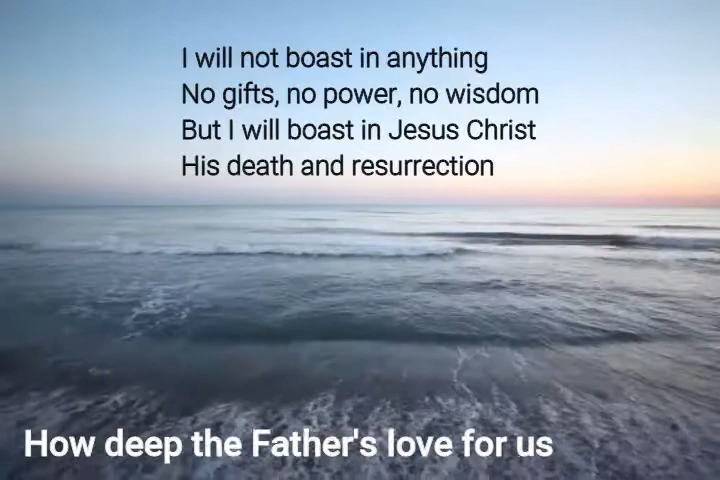 I will not boast in anything
No gifts, no power, no wisdom
But I will boast in Jesus Christ
His death and resurrection
How deep the Father's love for us